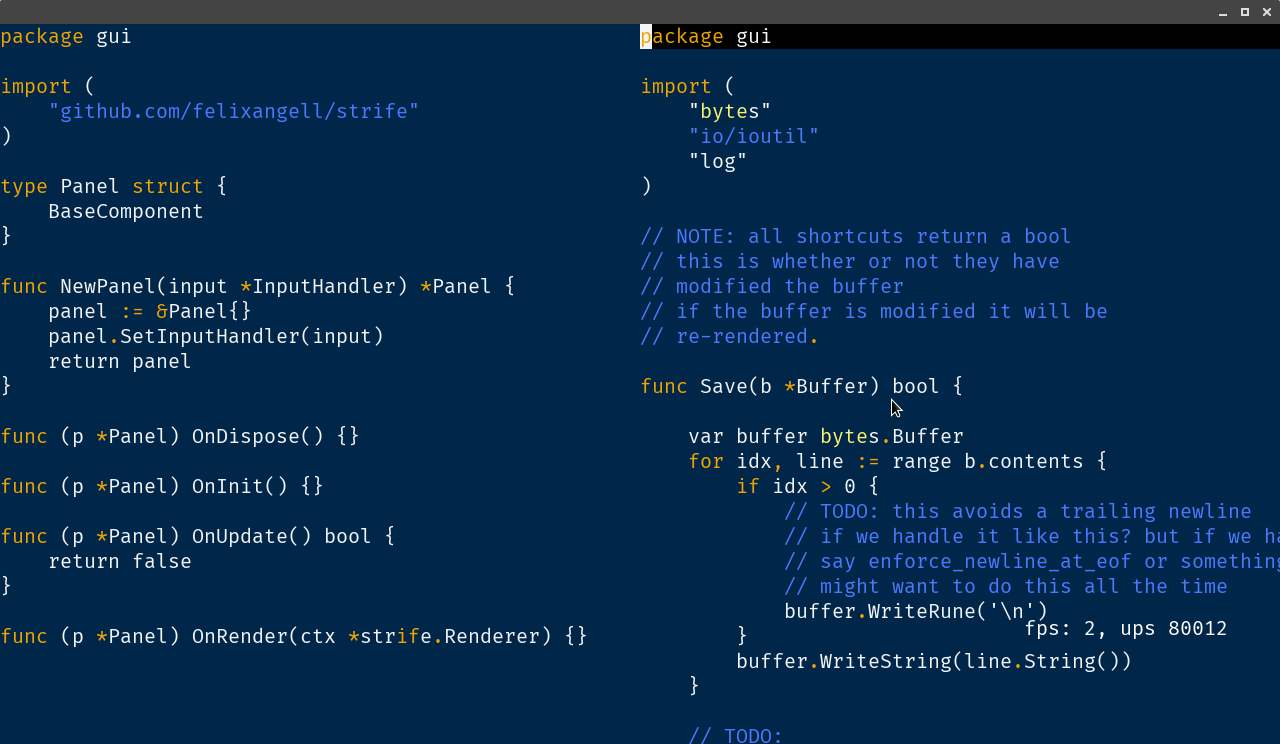 package gui
import (
    "github.com/felixangell/strife"
)
type Panel struct {
    BaseComponent
}
func NewPanel(input *InputHandler) *Panel {
    panel := &Panel{}
    panel.SetInputHandler(input)
    return panel
}
func (p *Panel) OnDispose() {}
func (p *Panel) OnInit() {}
func (p *Panel) OnUpdate() bool {
    return false
}
func (p *Panel) OnRender(ctx *strife.Renderer) {}
package gui
import (
    "bytes"
    "io/ioutil"
    "log"
)
// NOTE: all shortcuts return a bool
// this is whether or not they have
// modified the buffer
// if the buffer is modified it will be
// re-rendered.
func Save(b *Buffer) bool {
    var buffer bytes.Buffer
    for idx, line := range b.contents {
        if idx > 0 {
            // TODO: this avoids a trailing newline
            // if we handle it like this? but if we
            // say enforce_newline_at_eof or something
            // might want to do this all the time
            buffer.WriteRune('\n')
fps: 2, ups 80012
        }
        buffer.WriteString(line.String())
    }
    // TODO: